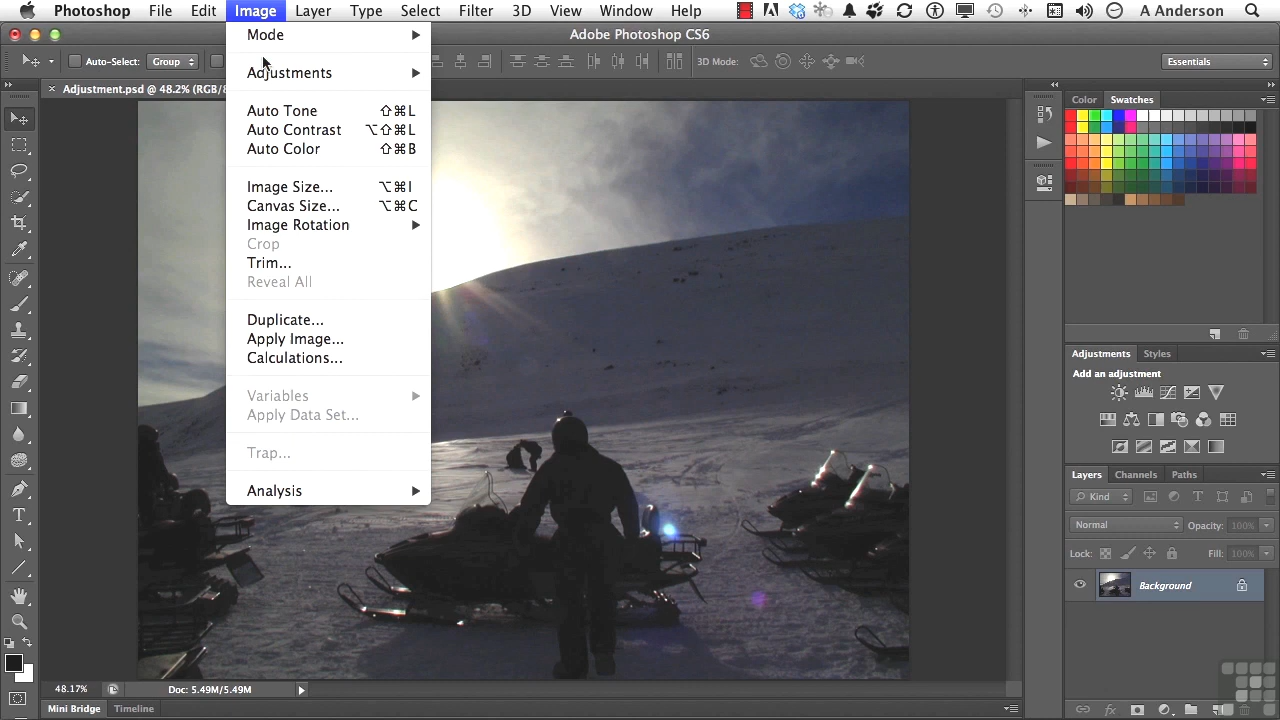 Photoshop File Edit Image Layer Type Select Filter 3D View Window Help A Anderson
Adobe Photoshop CS6
Auto-Select: Group 3D Mode: Essentials
× Adjustment.psd @ 48.2% (RGB/8
Mode
Adjustments
Auto Tone ⇧⌘L
Auto Contrast ⌥⇧⌘L
Auto Color ⇧⌘B
Image Size... ⌥⌘I
Canvas Size... ⌥⌘C
Image Rotation
Crop
Trim...
Reveal All
Duplicate...
Apply Image...
Calculations...
Variables
Apply Data Set...
Trap...
Analysis
Color Swatches
Adjustments Styles
Add an adjustment
Layers Channels Paths
Kind
Normal Opacity: 100%
Lock: Fill: 100%
Background
48.17% Doc: 5.49M/5.49M
Mini Bridge Timeline